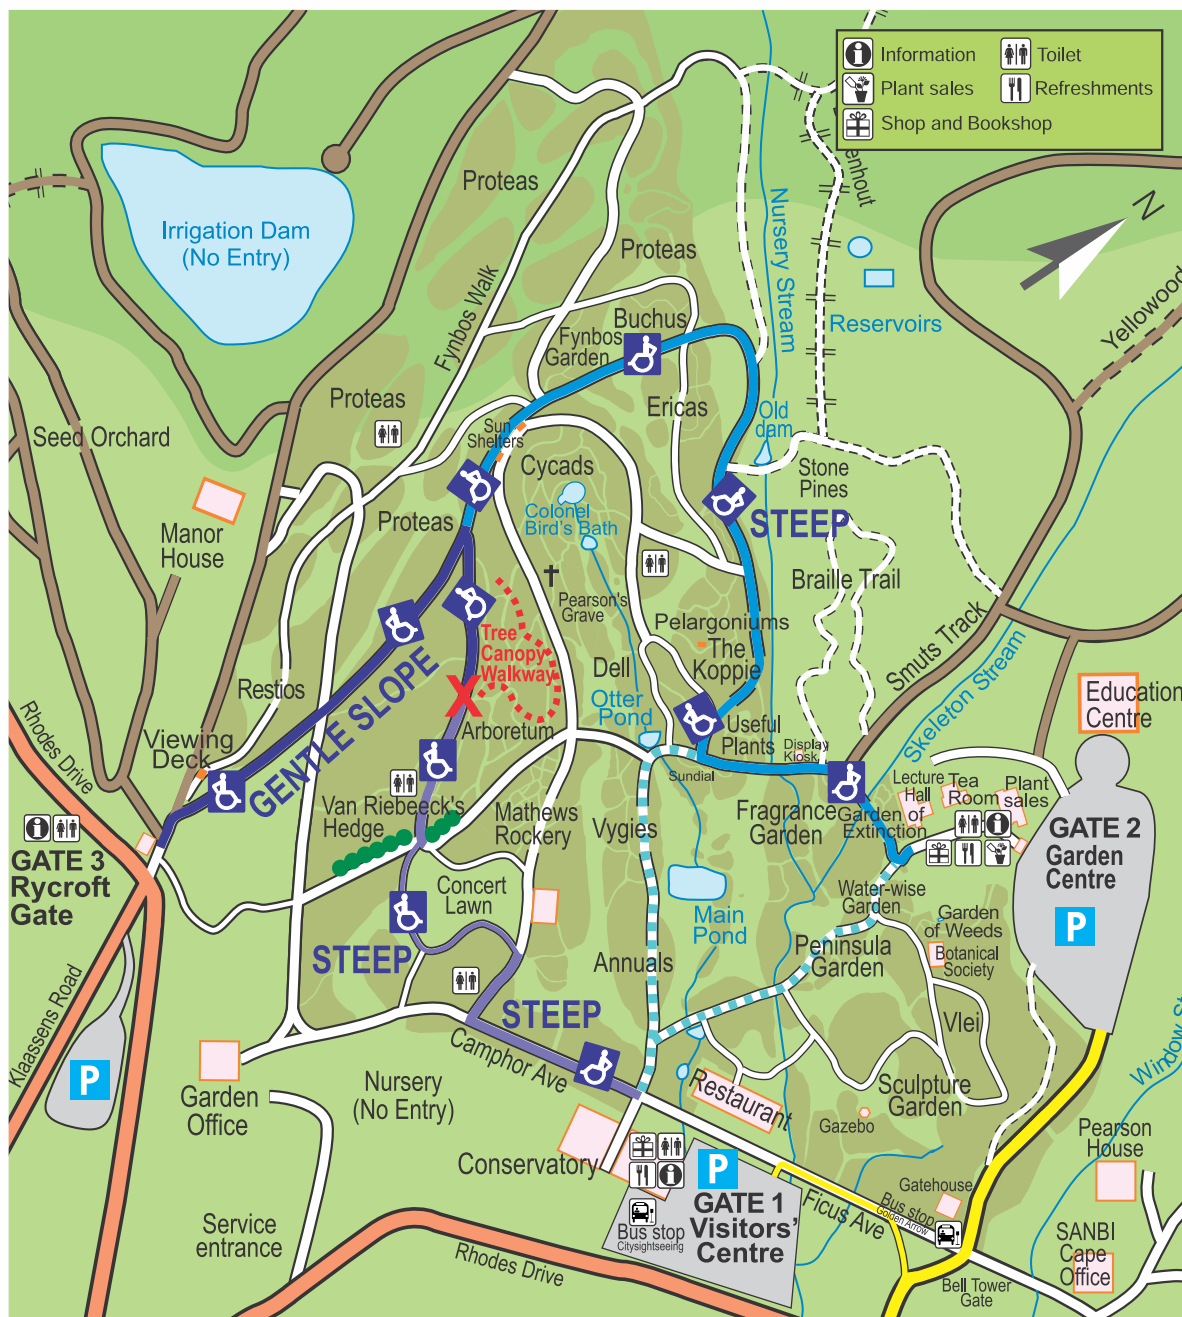 Information
Toilet
Plant sales
Refreshments
Shop and Bookshop
enhout
N
Proteas
Irrigation Dam
(No Entry)
Nursery Stream
Proteas
Fynbos Walk
Yellowood
Reservoirs
Buchus
Fynbos
Garden
Proteas
Ericas
Old
dam
Sun
Shelters
Seed Orchard
Cycads
Stone
Pines
Colonel
Bird's Bath
STEEP
Proteas
Manor
House
Braille Trail
Pearson's
Grave
Pelargoniums
The
Koppie
Tree
Canopy
Walkway
Smuts Track
Dell
Skeleton Stream
Restios
GENTLE SLOPE
X
Otter
Pond
Education
Centre
Rhodes Drive
Viewing
Deck
Arboretum
Useful
Plants
Display
Kiosk
Sundial
Lecture
Hall
Tea
Room
Plant
sales
Van Riebeeck's
Hedge
Mathews
Rockery
Vygies
Fragrance
Garden
Garden of
Extinction
GATE 2
Garden
Centre
P
GATE 3
Rycroft
Gate
Concert
Lawn
Water-wise
Garden
Main
Pond
Garden
of Weeds
Peninsula
Garden
Botanical
Society
STEEP
Annuals
Klaassens Road
STEEP
Vlei
P
Camphor Ave
Window St
Garden
Office
Nursery
(No Entry)
Restaurant
Sculpture
Garden
Gazebo
Pearson
House
Conservatory
P
GATE 1
Visitors'
Centre
Bus stop
Citysightseeing
Ficus Ave
Gatehouse
Bus stop
Golden Arrow
Service
entrance
Rhodes Drive
SANBI
Cape
Office
Bell Tower
Gate